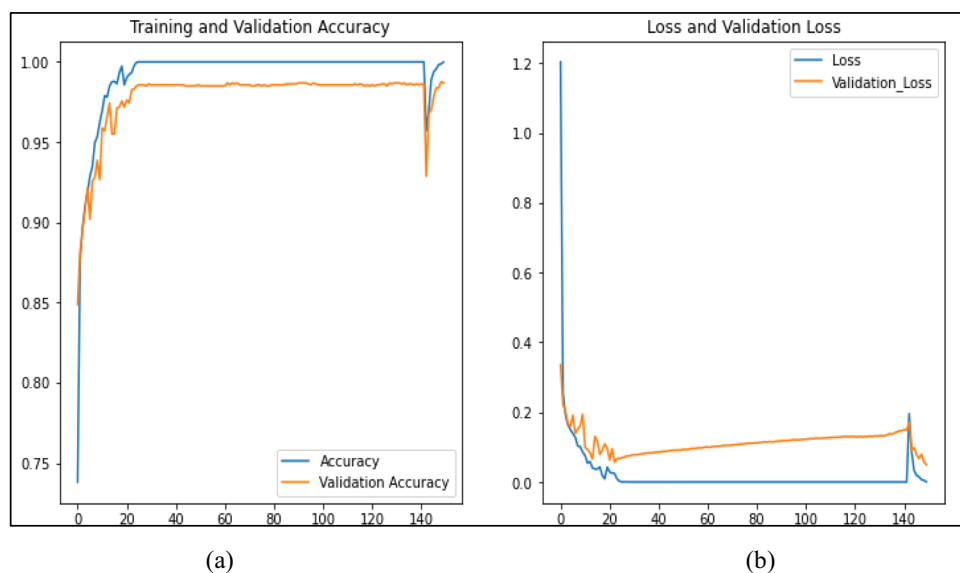 Training and Validation Accuracy
1.00
0.95
0.90
0.85
0.80
0.75
Accuracy
Validation Accuracy
0 20 40 60 80 100 120 140
(a)
Loss and Validation Loss
1.2
1.0
0.8
0.6
0.4
0.2
0.0
Loss
Validation_Loss
0 20 40 60 80 100 120 140
(b)